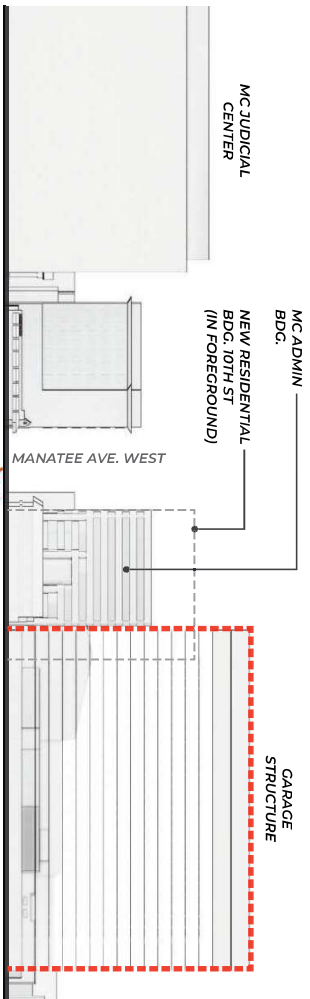 MC JUDICIAL
CENTER
MC ADMIN
BDG.
NEW RESIDENTIAL
BDG. 10TH ST
(IN FOREGROUND)
MANATEE AVE. WEST
GARAGE
STRUCTURE